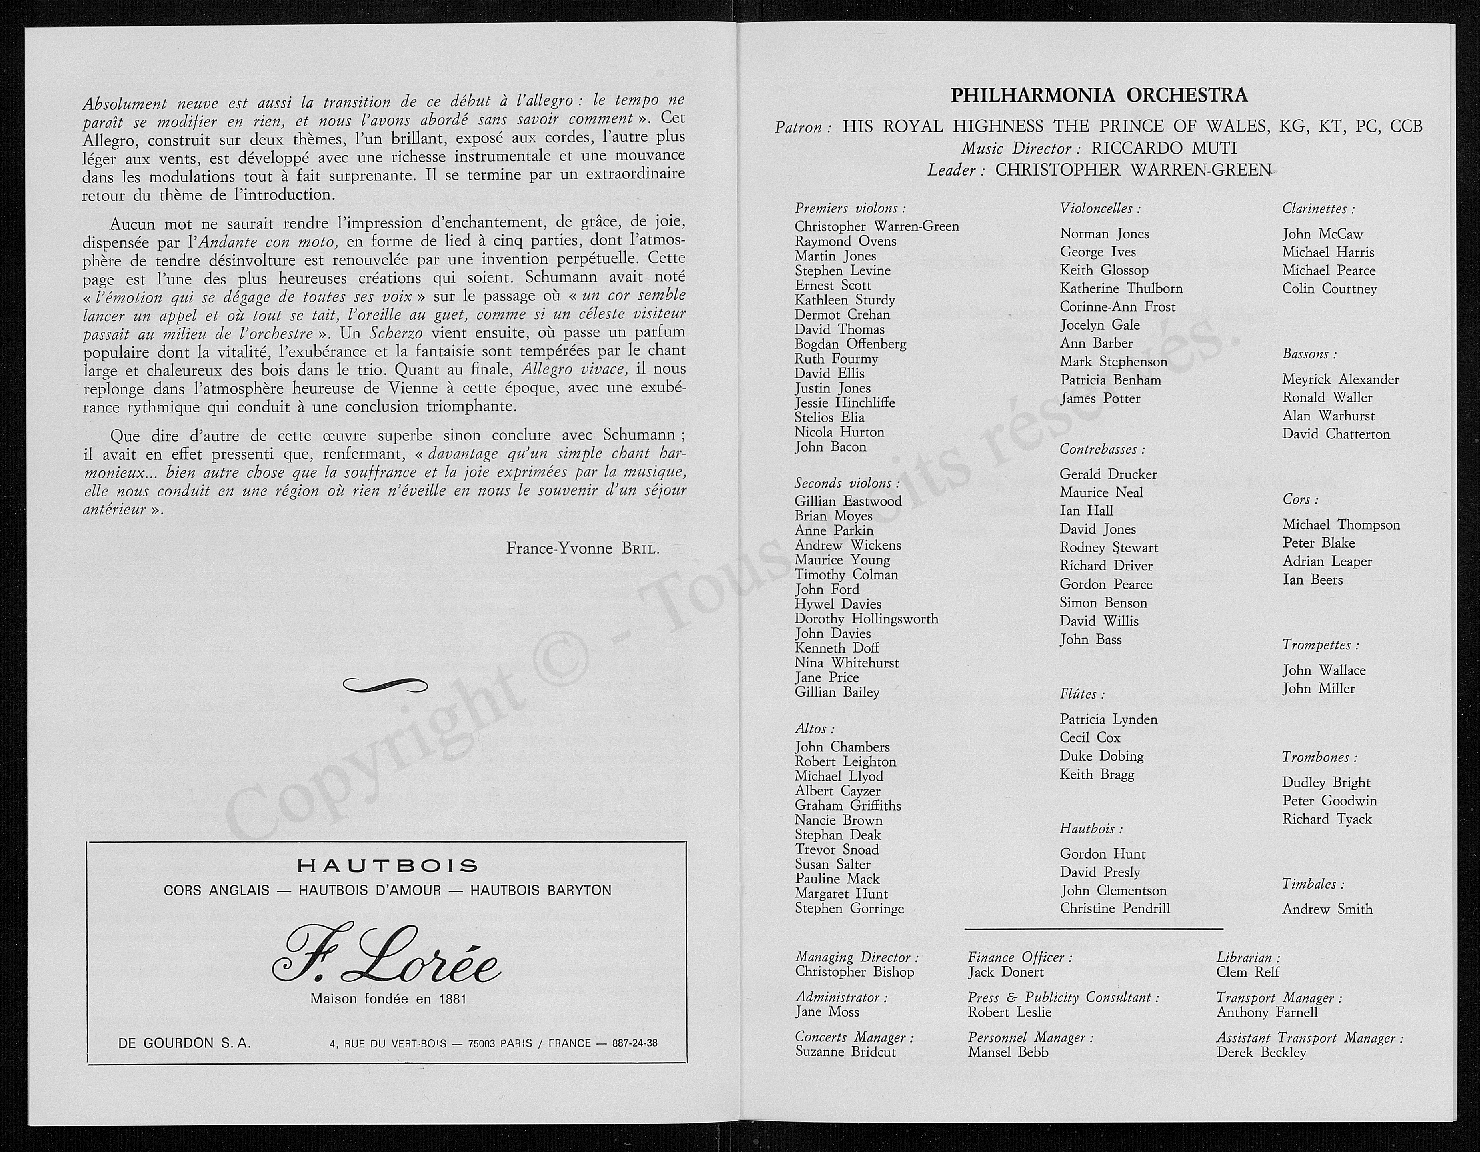 Absolument neuve est aussi la transition de ce début à l'allegro : le tempo ne
paraît se modifier en rien, et nous l'avons abordé sans savoir comment ». Cet
Allegro, construit sur deux thèmes, l'un brillant, exposé aux cordes, l'autre plus
léger aux vents, est développé avec une richesse instrumentale et une mouvance
dans les modulations tout à fait surprenante. Il se termine par un extraordinaire
retour du thème de l'introduction.
Aucun mot ne saurait rendre l'impression d'enchantement, de grâce, de joie,
dispensée par l'Andante con moto, en forme de lied à cinq parties, dont l'atmos-
phère de tendre désinvolture est renouvelée par une invention perpétuelle. Cette
page est l'une des plus heureuses créations qui soient. Schumann avait noté
« l'émotion qui se dégage de toutes ses voix » sur le passage où « un cor semble
lancer un appel et où tout se tait, l'oreille au guet, comme si un céleste visiteur
passait au milieu de l'orchestre ». Un Scherzo vient ensuite, où passe un parfum
populaire dont la vitalité, l'exubérance et la fantaisie sont tempérées par le chant
large et chaleureux des bois dans le trio. Quant au finale, Allegro vivace, il nous
replonge dans l'atmosphère heureuse de Vienne à cette époque, avec une exubé-
rance rythmique qui conduit à une conclusion triomphante.
Que dire d'autre de cette œuvre superbe sinon conclure avec Schumann ;
il avait en effet pressenti que, renfermant, « davantage qu'un simple chant har-
monieux... bien autre chose que la souffrance et la joie exprimées par la musique,
elle nous conduit en une région où rien n'éveille en nous le souvenir d'un séjour
antérieur ».
France-Yvonne BRIL.
HAUTBOIS
CORS ANGLAIS — HAUTBOIS D'AMOUR — HAUTBOIS BARYTON
F. Lorée
Maison fondée en 1881
DE GOURDON S.A.
4, RUE DU VERT-BOIS — 75003 PARIS / FRANCE — 887-24-38
PHILHARMONIA ORCHESTRA
Patron : HIS ROYAL HIGHNESS THE PRINCE OF WALES, KG, KT, PC, CCB
Music Director : RICCARDO MUTI
Leader : CHRISTOPHER WARREN-GREEN
Premiers violons :
Christopher Warren-Green
Raymond Ovens
Martin Jones
Stephen Levine
Ernest Scott
Kathleen Sturdy
Dermot Crehan
David Thomas
Bogdan Offenberg
Ruth Fourmy
David Ellis
Justin Jones
Jessie Hinchliffe
Stelios Elia
Nicola Hurton
John Bacon
Seconds violons :
Gillian Eastwood
Brian Moyes
Anne Parkin
Andrew Wickens
Maurice Young
Timothy Colman
John Ford
Hywel Davies
Dorothy Hollingsworth
John Davies
Kenneth Doff
Nina Whitehurst
Jane Price
Gillian Bailey
Altos :
John Chambers
Robert Leighton
Michael Llyod
Albert Cayzer
Graham Griffiths
Nancie Brown
Stephan Deak
Trevor Snoad
Susan Salter
Pauline Mack
Margaret Hunt
Stephen Gorringe
Violoncelles :
Norman Jones
George Ives
Keith Glossop
Katherine Thulborn
Corinne-Ann Frost
Jocelyn Gale
Ann Barber
Mark Stephenson
Patricia Benham
James Potter
Contrebasses :
Gerald Drucker
Maurice Neal
Ian Hall
David Jones
Rodney Stewart
Richard Driver
Gordon Pearce
Simon Benson
David Willis
John Bass
Flûtes :
Patricia Lynden
Cecil Cox
Duke Dobing
Keith Bragg
Hautbois :
Gordon Hunt
David Presly
John Clementson
Christine Pendrill
Clarinettes :
John McCaw
Michael Harris
Michael Pearce
Colin Courtney
Bassons :
Meyrick Alexander
Ronald Waller
Alan Warhurst
David Chatterton
Cors :
Michael Thompson
Peter Blake
Adrian Leaper
Ian Beers
Trompettes :
John Wallace
John Miller
Trombones :
Dudley Bright
Peter Goodwin
Richard Tyack
Timbales :
Andrew Smith
Managing Director :
Christopher Bishop
Administrator :
Jane Moss
Concerts Manager :
Suzanne Bridcut
Finance Officer :
Jack Donert
Press & Publicity Consultant :
Robert Leslie
Personnel Manager :
Mansel Bebb
Librarian :
Clem Relf
Transport Manager :
Anthony Farnell
Assistant Transport Manager :
Derek Beckley
Copyright © - Tous droits réservés.